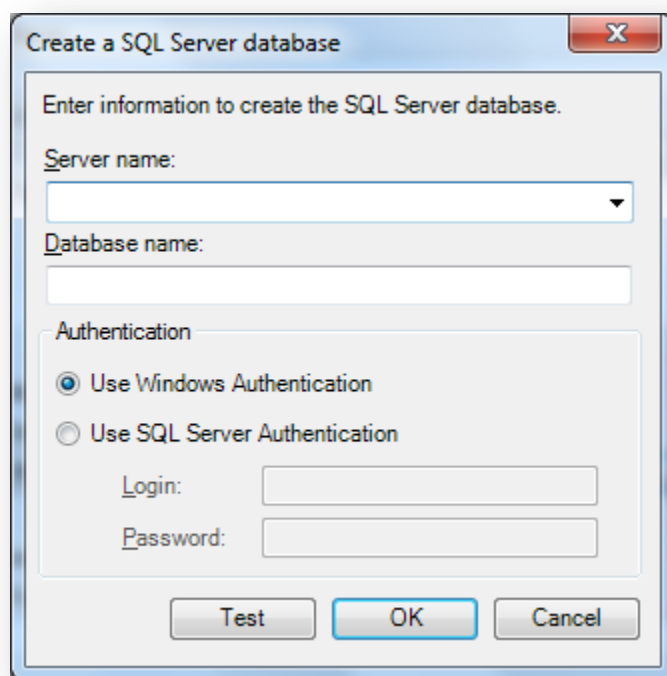 Create a SQL Server database
Enter information to create the SQL Server database.
Server name:
Database name:
Authentication
Use Windows Authentication
Use SQL Server Authentication
Login:
Password:
Test OK Cancel